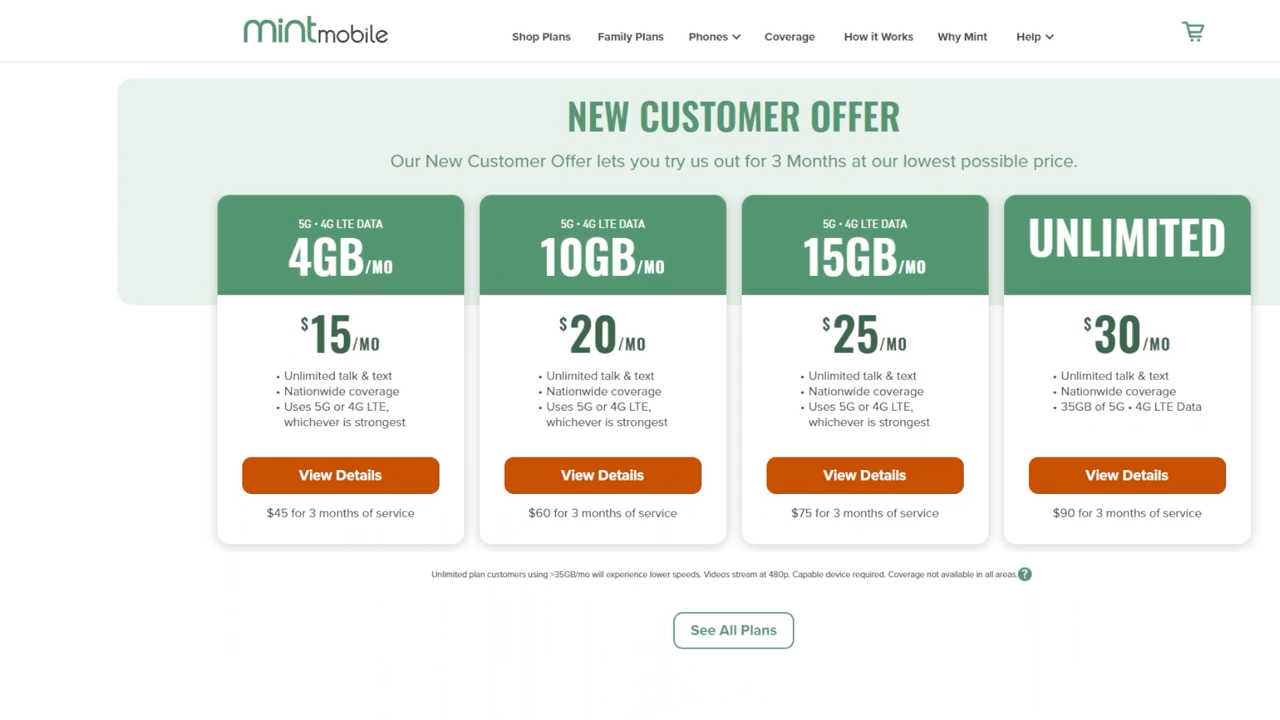 mintmobile
Shop Plans
Family Plans
Phones
Coverage
How it Works
Why Mint
Help
NEW CUSTOMER OFFER
Our New Customer Offer lets you try us out for 3 Months at our lowest possible price.
5G • 4G LTE DATA
4GB/MO
$15/MO
• Unlimited talk & text
• Nationwide coverage
• Uses 5G or 4G LTE,
whichever is strongest
View Details
$45 for 3 months of service
5G • 4G LTE DATA
10GB/MO
$20/MO
• Unlimited talk & text
• Nationwide coverage
• Uses 5G or 4G LTE,
whichever is strongest
View Details
$60 for 3 months of service
5G • 4G LTE DATA
15GB/MO
$25/MO
• Unlimited talk & text
• Nationwide coverage
• Uses 5G or 4G LTE,
whichever is strongest
View Details
$75 for 3 months of service
UNLIMITED
$30/MO
• Unlimited talk & text
• Nationwide coverage
• 35GB of 5G • 4G LTE Data
View Details
$90 for 3 months of service
Unlimited plan customers using >35GB/mo will experience lower speeds. Videos stream at 480p. Capable device required. Coverage not available in all areas. ?
See All Plans